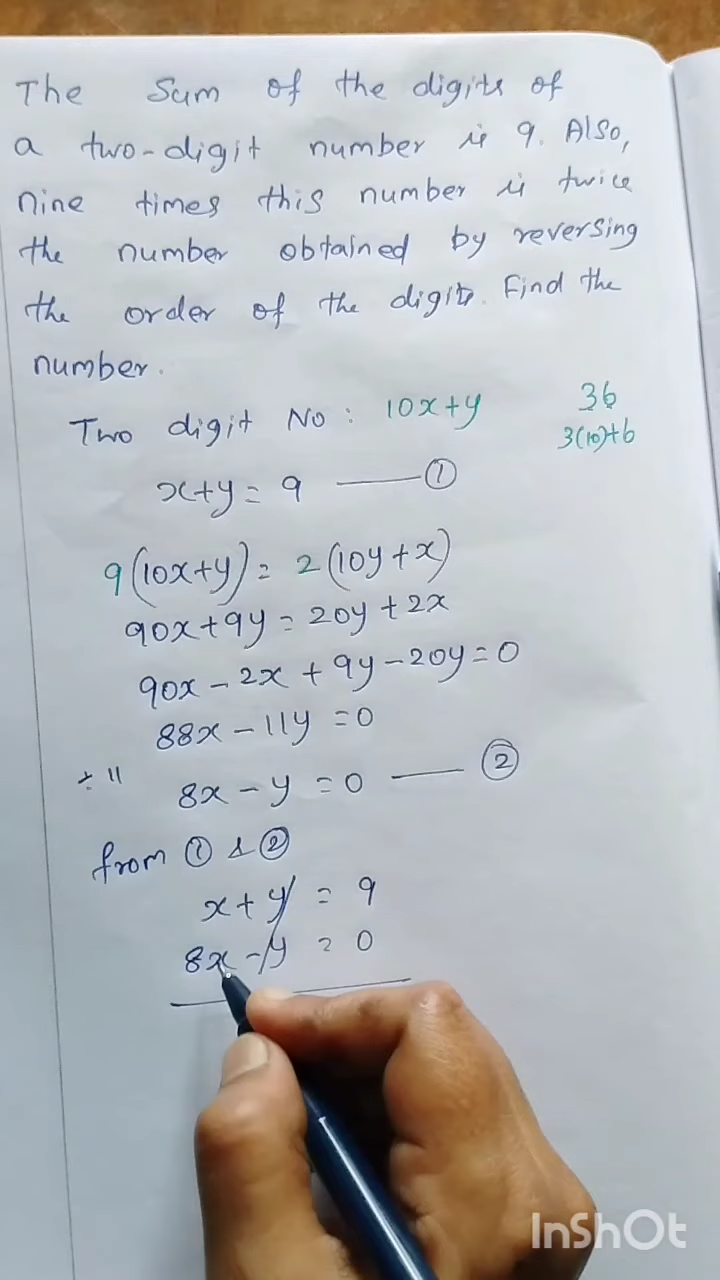 The Sum of the digits of
a two-digit number is 9. Also,
nine times this number is twice
the number obtained by reversing
the order of the digits. Find the
number.
Two digit No : 10x+y 36
3(10)+6
x+y = 9 —— ①
9(10x+y) = 2(10y+x)
90x+9y = 20y+2x
90x-2x+9y-20y=0
88x-11y=0
÷11 8x-y=0 —— ②
from ① & ②
x+y = 9
8x-y = 0
InShOt